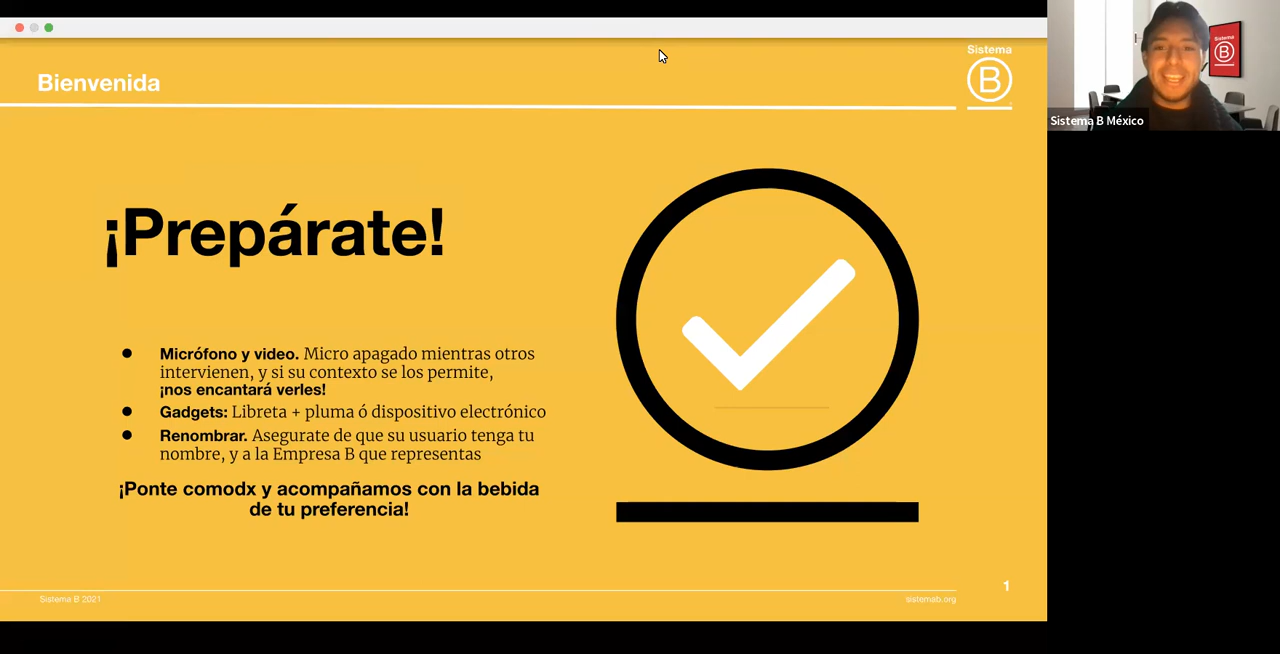 Bienvenida
Sistema
B
¡Prepárate!
● Micrófono y video. Micro apagado mientras otros
intervienen, y si su contexto se los permite,
¡nos encantará verles!
● Gadgets: Libreta + pluma ó dispositivo electrónico
● Renombrar. Asegurate de que su usuario tenga tu
nombre, y a la Empresa B que representas
¡Ponte comodx y acompañamos con la bebida
de tu preferencia!
Sistema B 2021
sistemab.org
1
Sistema
B
Sistema B México